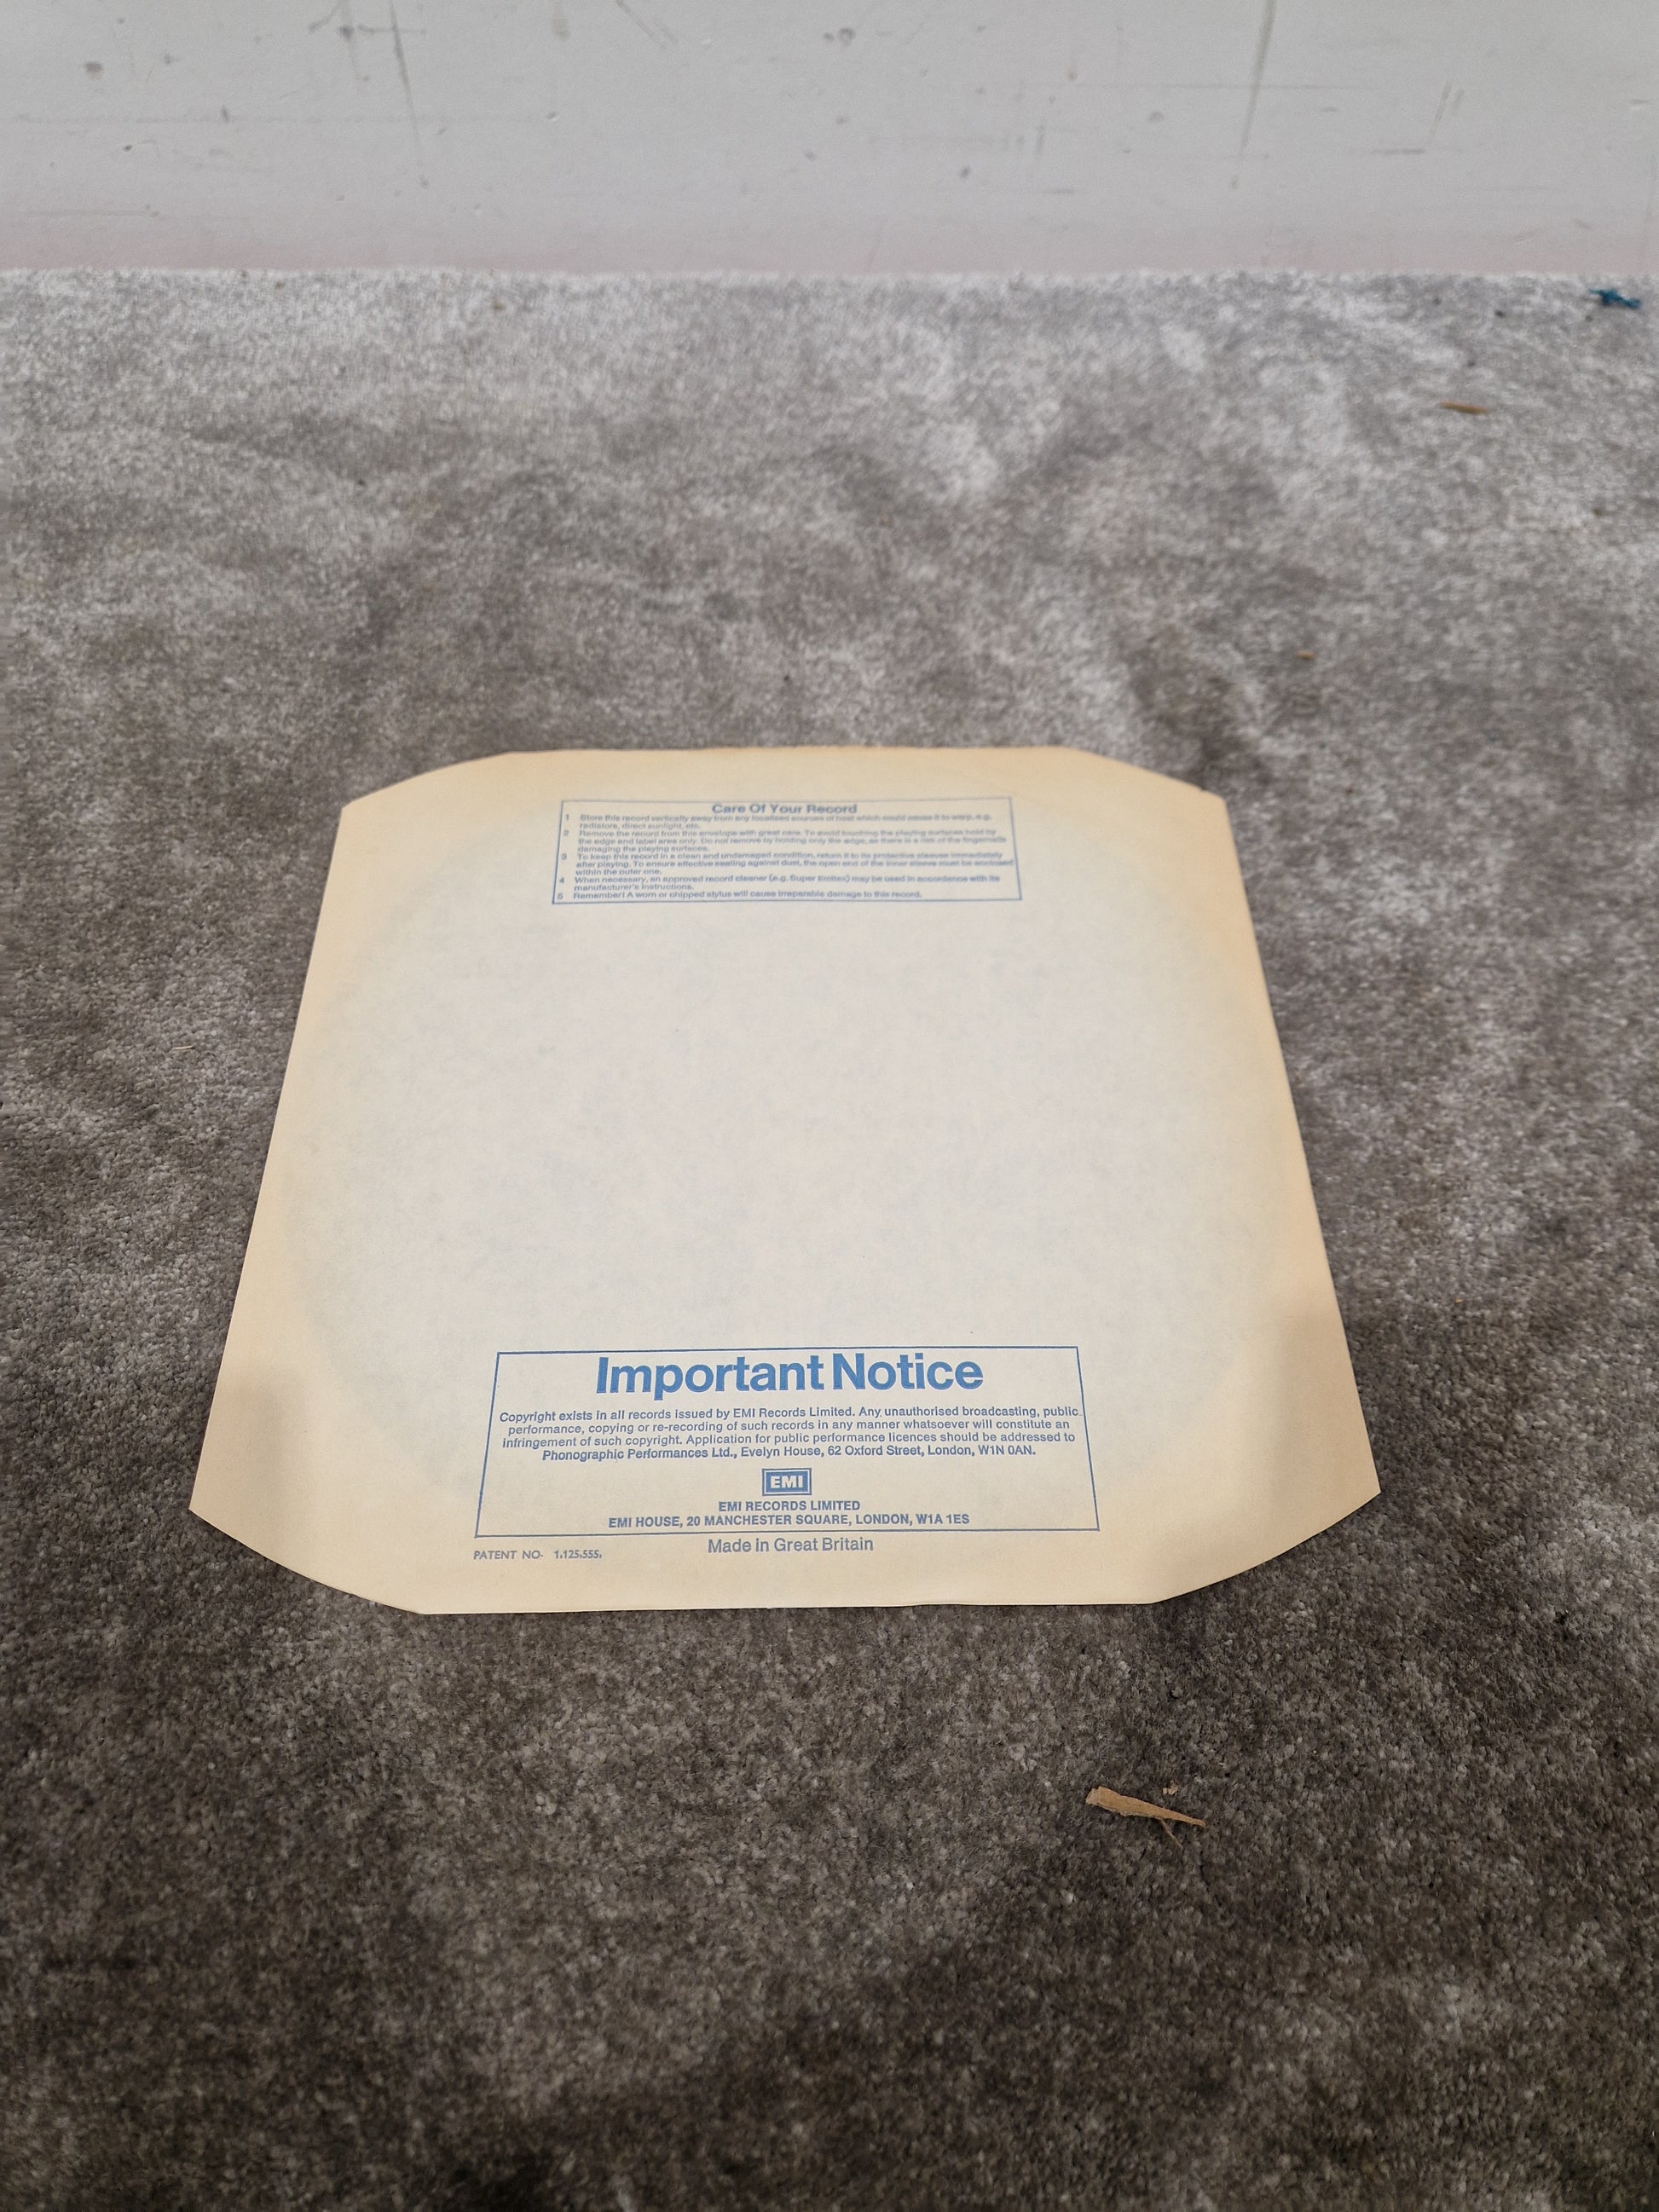 Care Of Your Record
1 Store this record vertically away from any localised sources of heat which could cause it to warp, e.g.
radiators, direct sunlight, etc.
2 Remove the record from this envelope with great care. To avoid touching the playing surfaces hold by
the edge and label area only. Do not remove by holding only the edge, as there is a risk of the fingernails
damaging the playing surfaces.
3 To keep this record in a clean and undamaged condition, return it to its protective sleeves immediately
after playing. To ensure effective sealing against dust, the open end of the inner sleeve must be enclosed
within the outer one.
4 When necessary, an approved record cleaner (e.g. Super Emitex) may be used in accordance with its
manufacturer's instructions.
5 Remember! A worn or chipped stylus will cause irreparable damage to this record.
Important Notice
Copyright exists in all records issued by EMI Records Limited. Any unauthorised broadcasting, public
performance, copying or re-recording of such records in any manner whatsoever will constitute an
infringement of such copyright. Application for public performance licences should be addressed to
Phonographic Performances Ltd., Evelyn House, 62 Oxford Street, London, W1N 0AN.
EMI
EMI RECORDS LIMITED
EMI HOUSE, 20 MANCHESTER SQUARE, LONDON, W1A 1ES
Made in Great Britain
PATENT NO· 1.125.555.